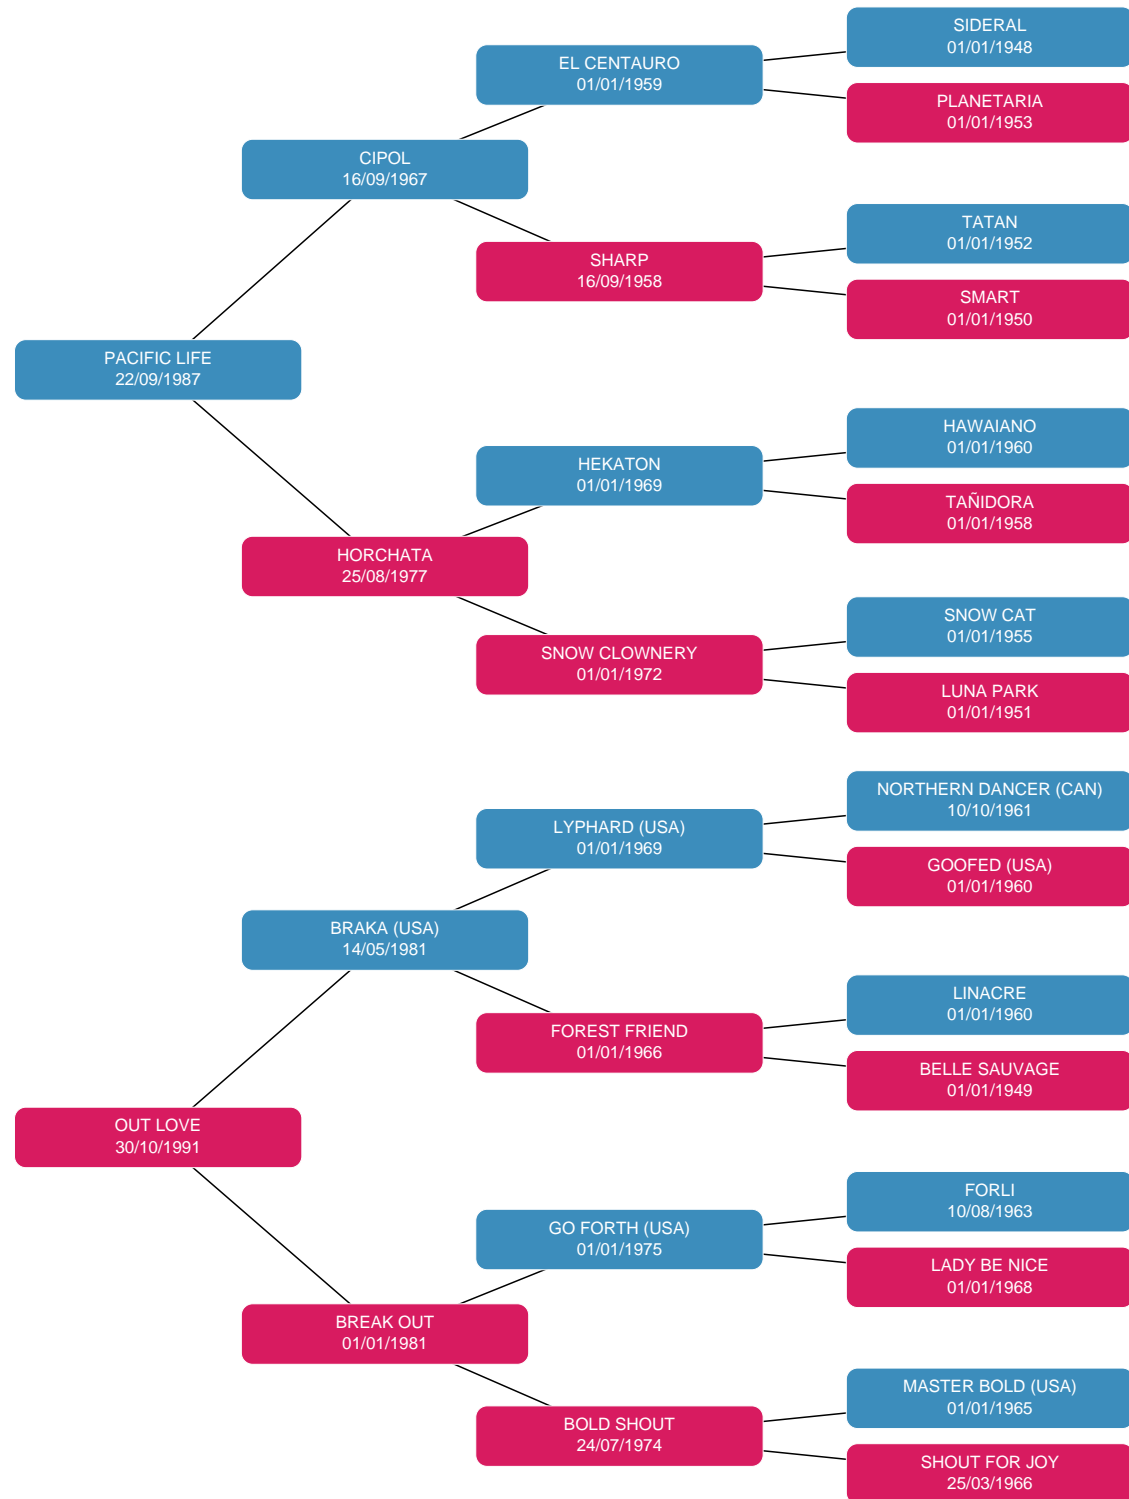 SIDERAL
01/01/1948
EL CENTAURO
01/01/1959
PLANETARIA
01/01/1953
CIPOL
16/09/1967
TATAN
01/01/1952
SHARP
16/09/1958
SMART
01/01/1950
PACIFIC LIFE
22/09/1987
HAWAIANO
01/01/1960
HEKATON
01/01/1969
TAÑIDORA
01/01/1958
HORCHATA
25/08/1977
SNOW CAT
01/01/1955
SNOW CLOWNERY
01/01/1972
LUNA PARK
01/01/1951
NORTHERN DANCER (CAN)
10/10/1961
LYPHARD (USA)
01/01/1969
GOOFED (USA)
01/01/1960
BRAKA (USA)
14/05/1981
LINACRE
01/01/1960
FOREST FRIEND
01/01/1966
BELLE SAUVAGE
01/01/1949
OUT LOVE
30/10/1991
FORLI
10/08/1963
GO FORTH (USA)
01/01/1975
LADY BE NICE
01/01/1968
BREAK OUT
01/01/1981
MASTER BOLD (USA)
01/01/1965
BOLD SHOUT
24/07/1974
SHOUT FOR JOY
25/03/1966